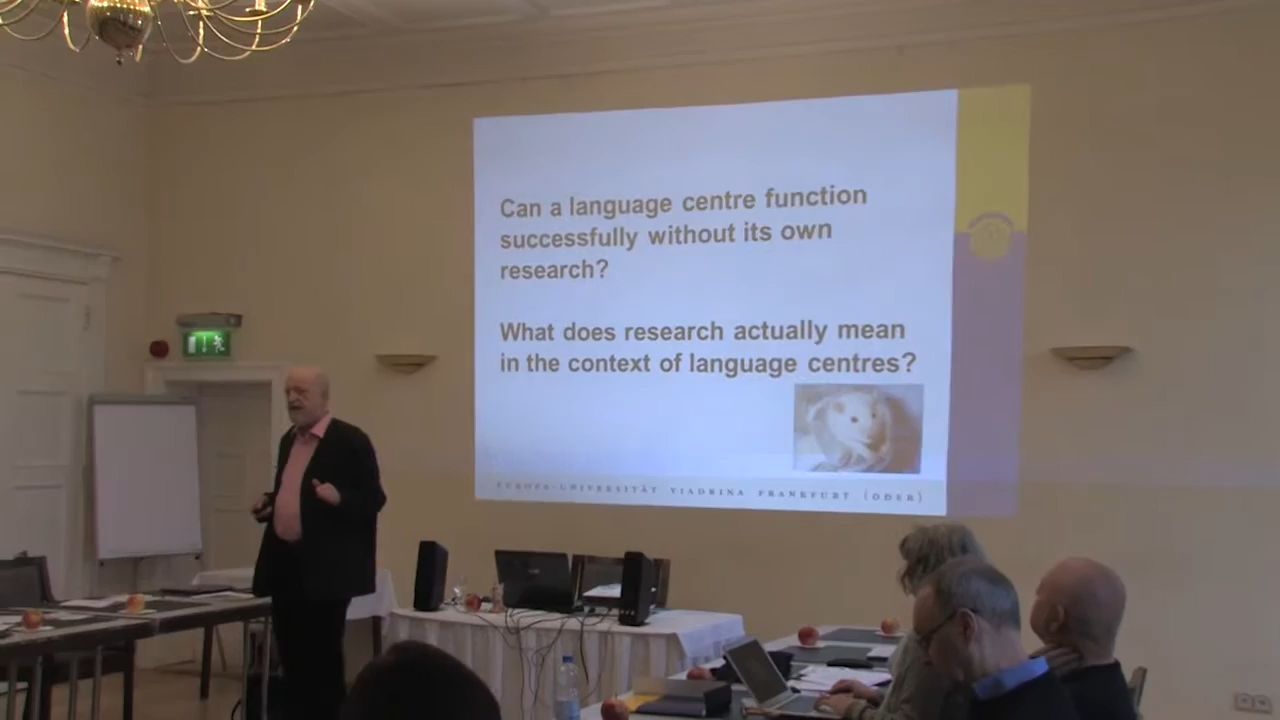 Can a language centre function
successfully without its own
research?
What does research actually mean
in the context of language centres?
EUROPA-UNIVERSITÄT VIADRINA FRANKFURT (ODER)